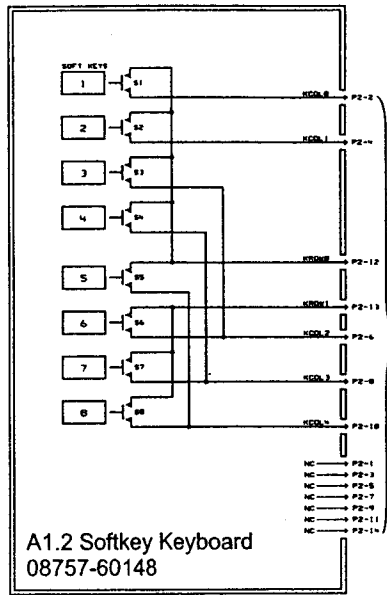 SOFT KEYS
1
S1
KCOL0
P2-2
2
S2
KCOL1
P2-4
3
S3
4
S4
KROW0
P2-12
5
S5
KROW1
P2-13
6
S6
KCOL2
P2-6
7
S7
KCOL3
P2-8
8
S8
KCOL4
P2-10
NC P2-1
NC P2-3
NC P2-5
NC P2-7
NC P2-9
NC P2-11
NC P2-14
A1.2 Softkey Keyboard
08757-60148